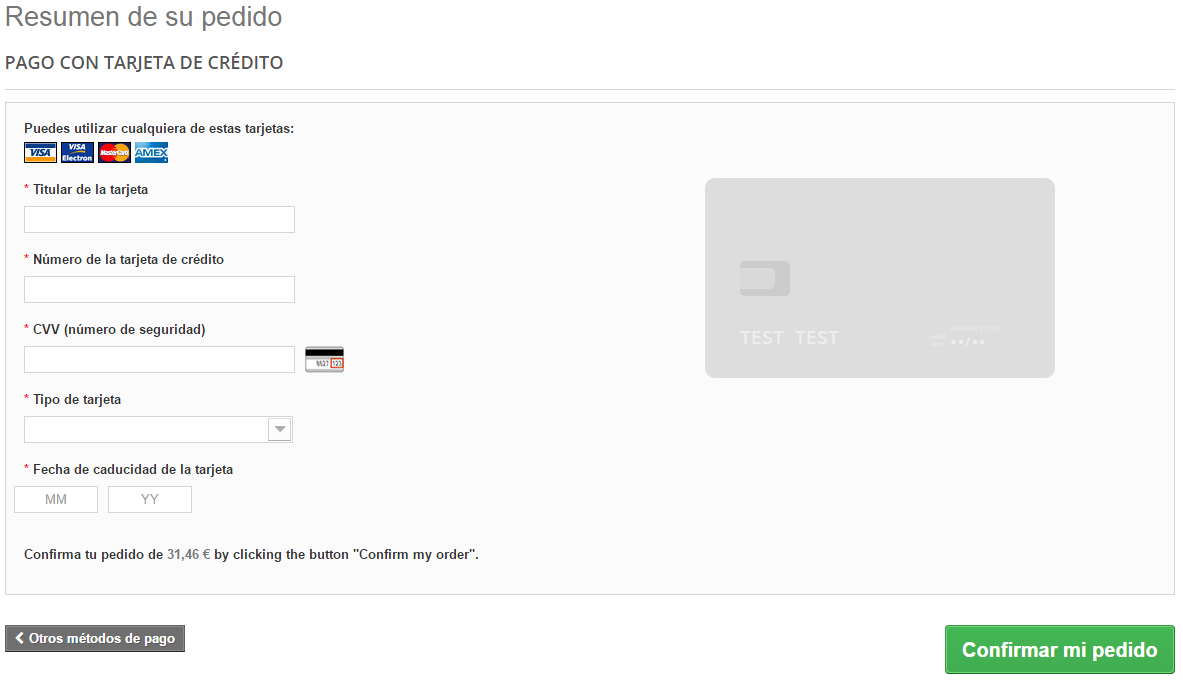 Resumen de su pedido
PAGO CON TARJETA DE CRÉDITO
Puedes utilizar cualquiera de estas tarjetas:
VISA VISA Electron MasterCard AMEX
* Titular de la tarjeta
* Número de la tarjeta de crédito
* CVV (número de seguridad)
123
* Tipo de tarjeta
* Fecha de caducidad de la tarjeta
MM YY
TEST TEST ••/••
Confirma tu pedido de 31,46 € by clicking the button "Confirm my order".
Otros métodos de pago
Confirmar mi pedido